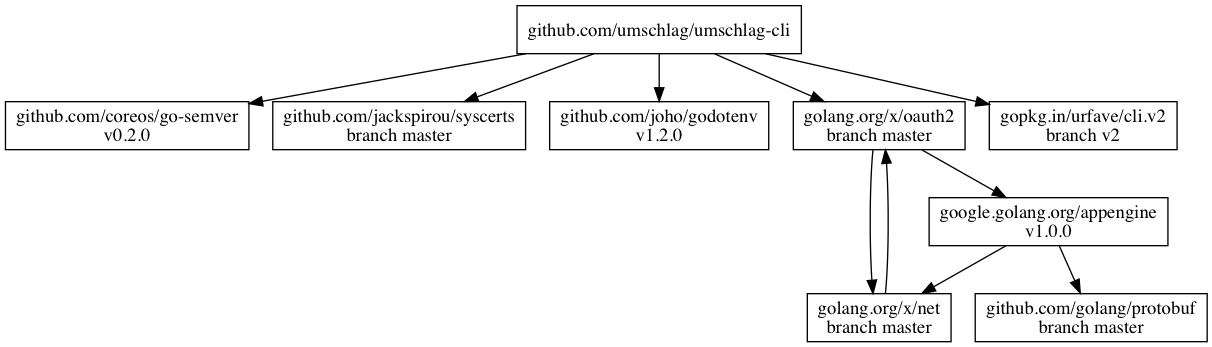 github.com/umschlag/umschlag-cli
github.com/coreos/go-semver
v0.2.0
github.com/jackspirou/syscerts
branch master
github.com/joho/godotenv
v1.2.0
golang.org/x/oauth2
branch master
gopkg.in/urfave/cli.v2
branch v2
google.golang.org/appengine
v1.0.0
golang.org/x/net
branch master
github.com/golang/protobuf
branch master